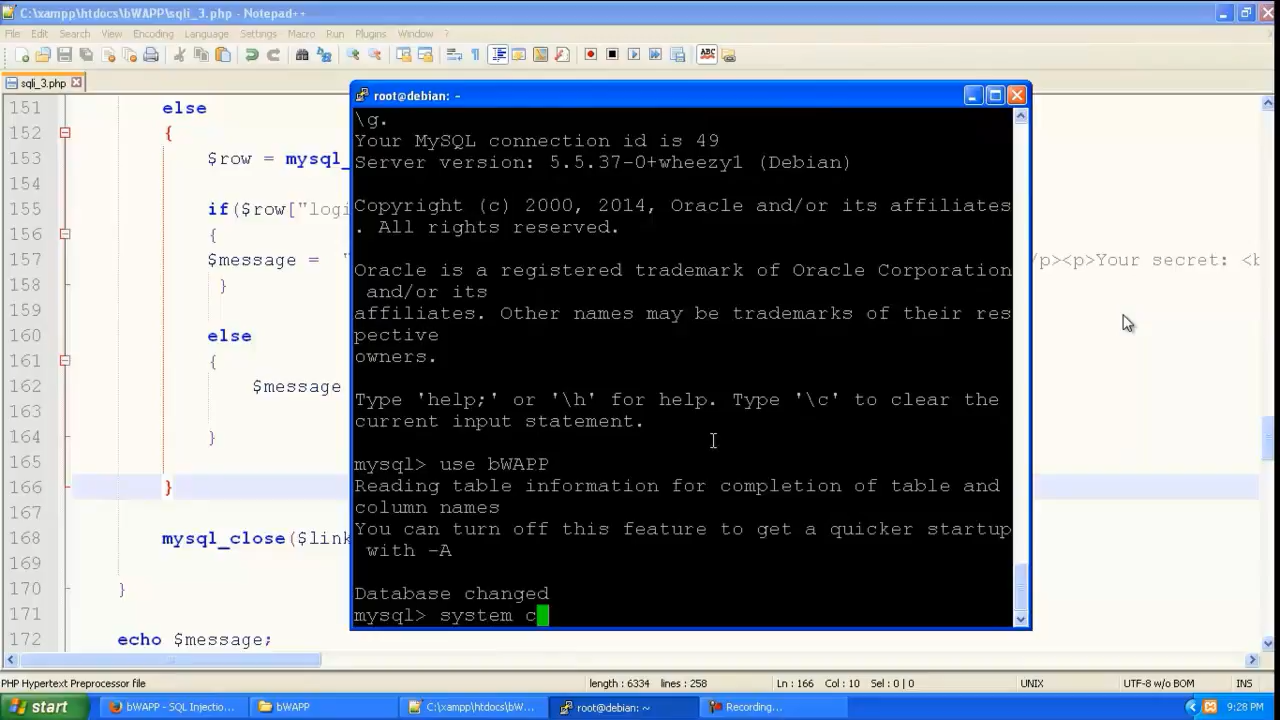 C:\xampp\htdocs\bWAPP\sqli_3.php - Notepad++
File Edit Search View Encoding Language Settings Macro Run Plugins Window ?
sqli_3.php
151 else
152 {
153 $row = mysql_
154
155 if($row["logi
156 {
157 $message = "
/p><p>Your secret: <b
158 }
159
160 else
161 {
162 $message
163
164 }
165
166 }
167
168 mysql_close($link
169
170 }
171
172 echo $message;
root@debian: ~
\g.
Your MySQL connection id is 49
Server version: 5.5.37-0+wheezy1 (Debian)
Copyright (c) 2000, 2014, Oracle and/or its affiliates
. All rights reserved.
Oracle is a registered trademark of Oracle Corporation
and/or its
affiliates. Other names may be trademarks of their res
pective
owners.
Type 'help;' or '\h' for help. Type '\c' to clear the
current input statement.
mysql> use bWAPP
Reading table information for completion of table and
column names
You can turn off this feature to get a quicker startup
with -A
Database changed
mysql> system c
PHP Hypertext Preprocessor file length : 6334 lines : 258 Ln : 166 Col : 10 Sel : 0 | 0 UNIX UTF-8 w/o BOM INS
start bWAPP - SQL Injectio... bWAPP C:\xampp\htdocs\bW... root@debian: ~ Recording... 9:28 PM